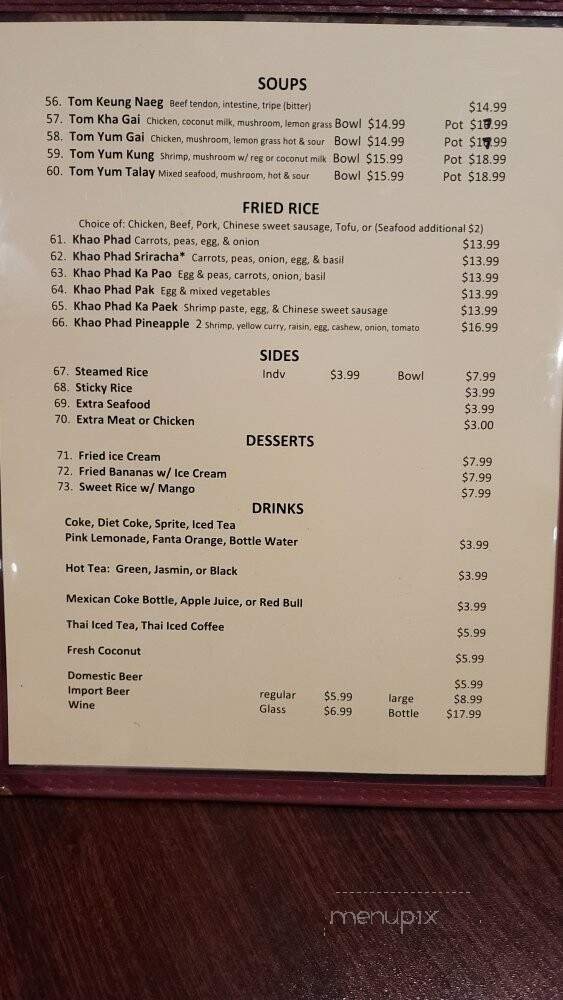 SOUPS
56. Tom Keung Naeg Beef tendon, intestine, tripe (bitter) $14.99
57. Tom Kha Gai Chicken, coconut milk, mushroom, lemon grass Bowl $14.99 Pot
58. Tom Yum Gai Chicken, mushroom, lemon grass hot & sour Bowl $14.99 Pot
59. Tom Yum Kung Shrimp, mushroom w/ reg or coconut milk Bowl $15.99 Pot $18.99
60. Tom Yum Talay Mixed seafood, mushroom, hot & sour Bowl $15.99 Pot $18.99
FRIED RICE
Choice of: Chicken, Beef, Pork, Chinese sweet sausage, Tofu, or (Seafood additional $2)
61. Khao Phad Carrots, peas, egg, & onion $13.99
62. Khao Phad Sriracha* Carrots, peas, onion, egg, & basil $13.99
63. Khao Phad Ka Pao Egg & peas, carrots, onion, basil $13.99
64. Khao Phad Pak Egg & mixed vegetables $13.99
65. Khao Phad Ka Paek Shrimp paste, egg, & Chinese sweet sausage $13.99
66. Khao Phad Pineapple 2 Shrimp, yellow curry, raisin, egg, cashew, onion, tomato $16.99
SIDES
67. Steamed Rice Indv $3.99 Bowl $7.99
68. Sticky Rice $3.99
69. Extra Seafood $3.99
70. Extra Meat or Chicken $3.00
DESSERTS
71. Fried ice Cream $7.99
72. Fried Bananas w/ Ice Cream $7.99
73. Sweet Rice w/ Mango $7.99
DRINKS
Coke, Diet Coke, Sprite, Iced Tea
Pink Lemonade, Fanta Orange, Bottle Water $3.99
Hot Tea: Green, Jasmin, or Black $3.99
Mexican Coke Bottle, Apple Juice, or Red Bull $3.99
Thai Iced Tea, Thai Iced Coffee $5.99
Fresh Coconut $5.99
Domestic Beer $5.99
Import Beer regular $5.99 large $8.99
Wine Glass $6.99 Bottle $17.99
menupix